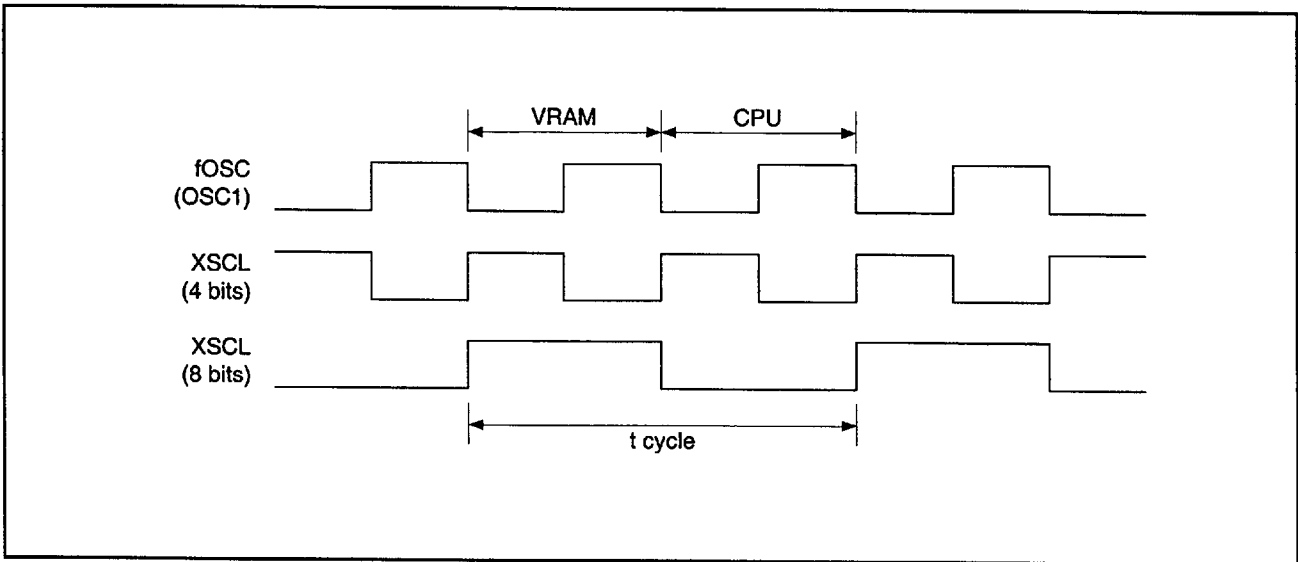 VRAM
CPU
fOSC
(OSC1)
XSCL
(4 bits)
XSCL
(8 bits)
t cycle